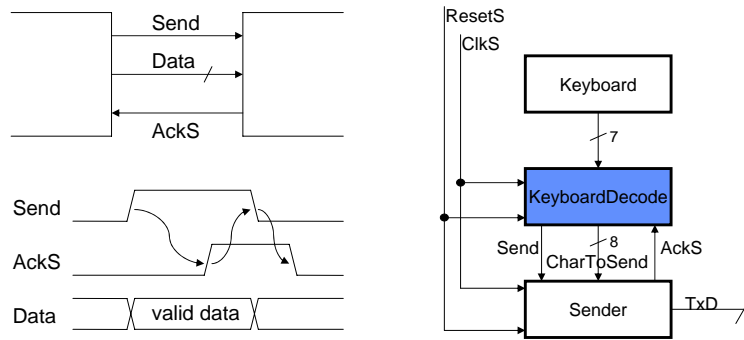 Send
Data
AckS
Send
AckS
Data
valid data
ResetS
ClkS
Keyboard
7
KeyboardDecode
Send
8
CharToSend
AckS
Sender
TxD